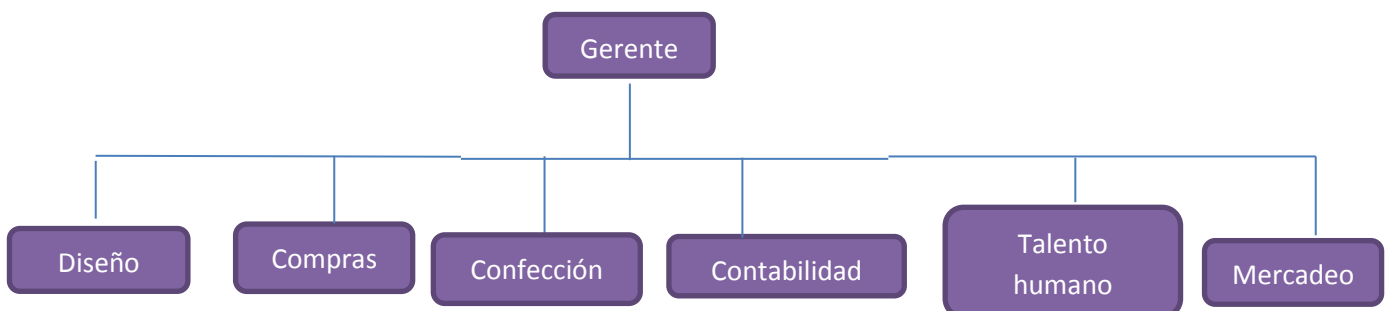 Gerente
Diseño
Compras
Confección
Contabilidad
Talento
humano
Mercadeo